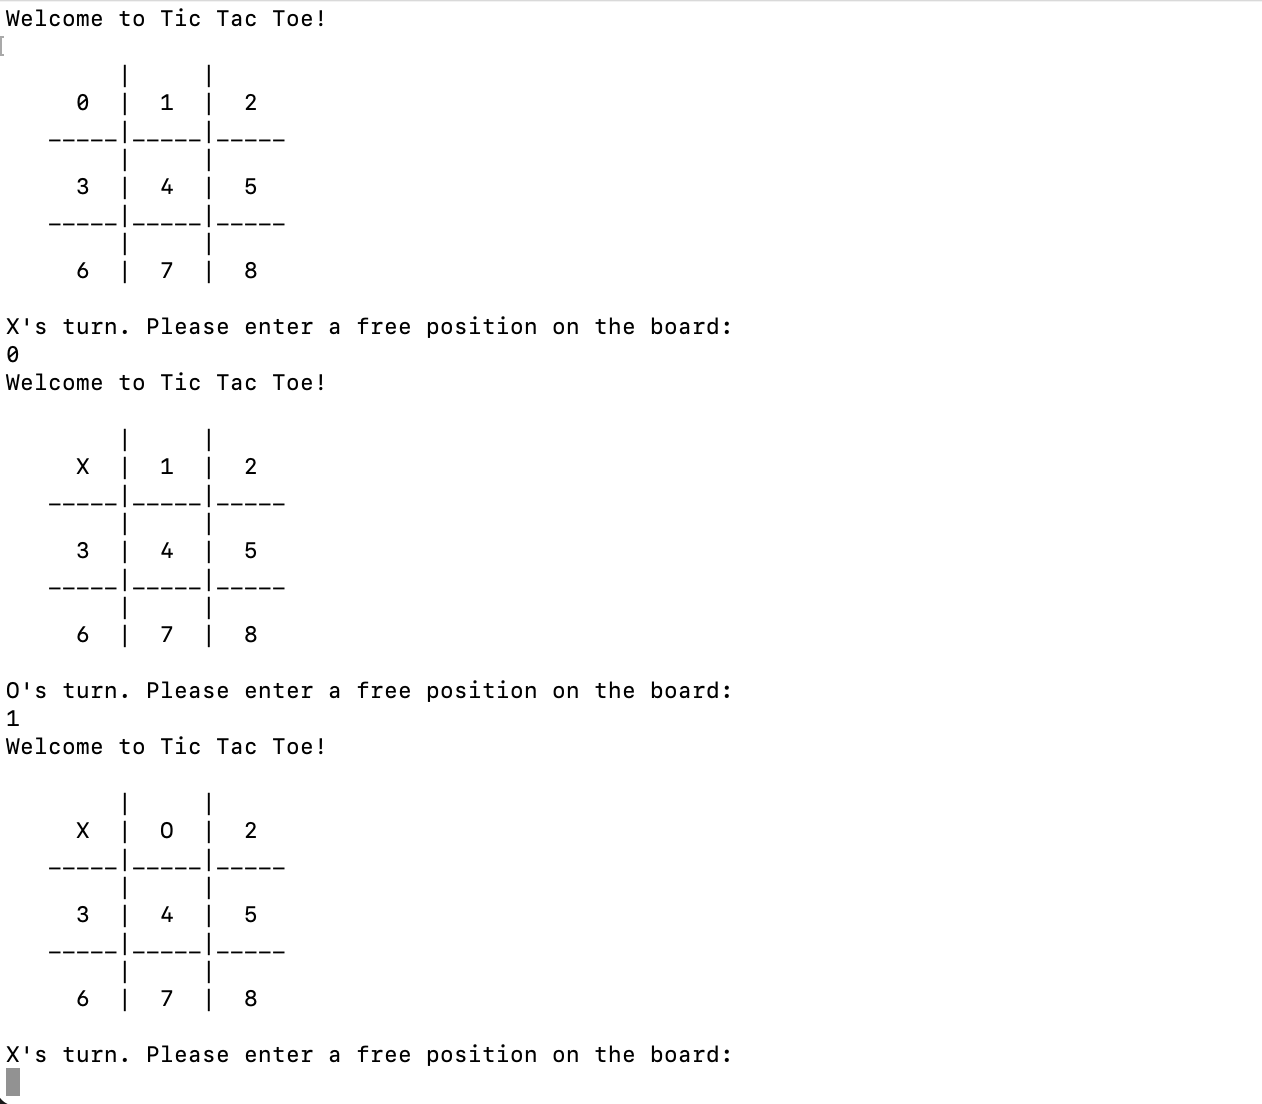 Welcome to Tic Tac Toe!
     |     |
  0  |  1  |  2
_____|_____|_____
     |     |
  3  |  4  |  5
_____|_____|_____
     |     |
  6  |  7  |  8
X's turn. Please enter a free position on the board:
0
Welcome to Tic Tac Toe!
     |     |
  X  |  1  |  2
_____|_____|_____
     |     |
  3  |  4  |  5
_____|_____|_____
     |     |
  6  |  7  |  8
O's turn. Please enter a free position on the board:
1
Welcome to Tic Tac Toe!
     |     |
  X  |  O  |  2
_____|_____|_____
     |     |
  3  |  4  |  5
_____|_____|_____
     |     |
  6  |  7  |  8
X's turn. Please enter a free position on the board: